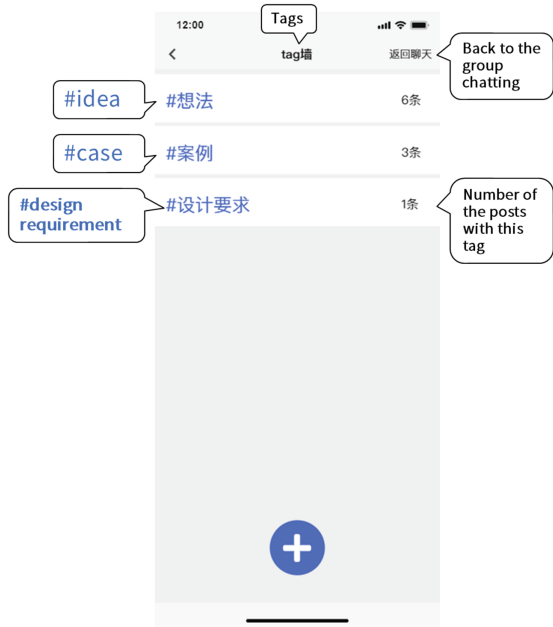 Tags
12:00
tag墙
返回聊天
Back to the
group
chatting
#idea
#想法
6条
#case
#案例
3条
#design
requirement
#设计要求
1条
Number of
the posts
with this
tag